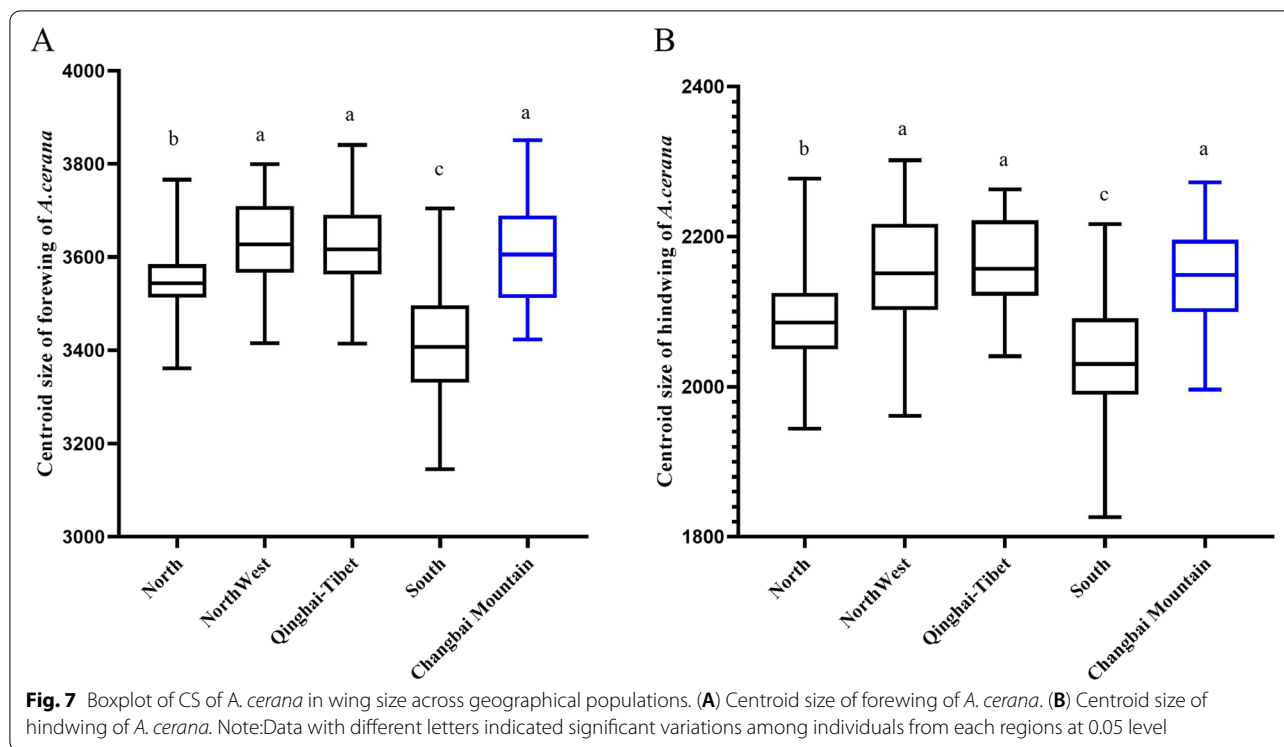 A
Centroid size of forewing of A.cerana
4000
3800
3600
3400
3200
3000
b
a
a
c
a
North
NorthWest
Qinghai-Tibet
South
Changbai Mountain
B
Centroid size of hindwing of A.cerana
2400
2200
2000
1800
b
a
a
c
a
North
NorthWest
Qinghai-Tibet
South
Changbai Mountain
Fig. 7 Boxplot of CS of A. cerana in wing size across geographical populations. (A) Centroid size of forewing of A. cerana. (B) Centroid size of
hindwing of A. cerana. Note:Data with different letters indicated significant variations among individuals from each regions at 0.05 level